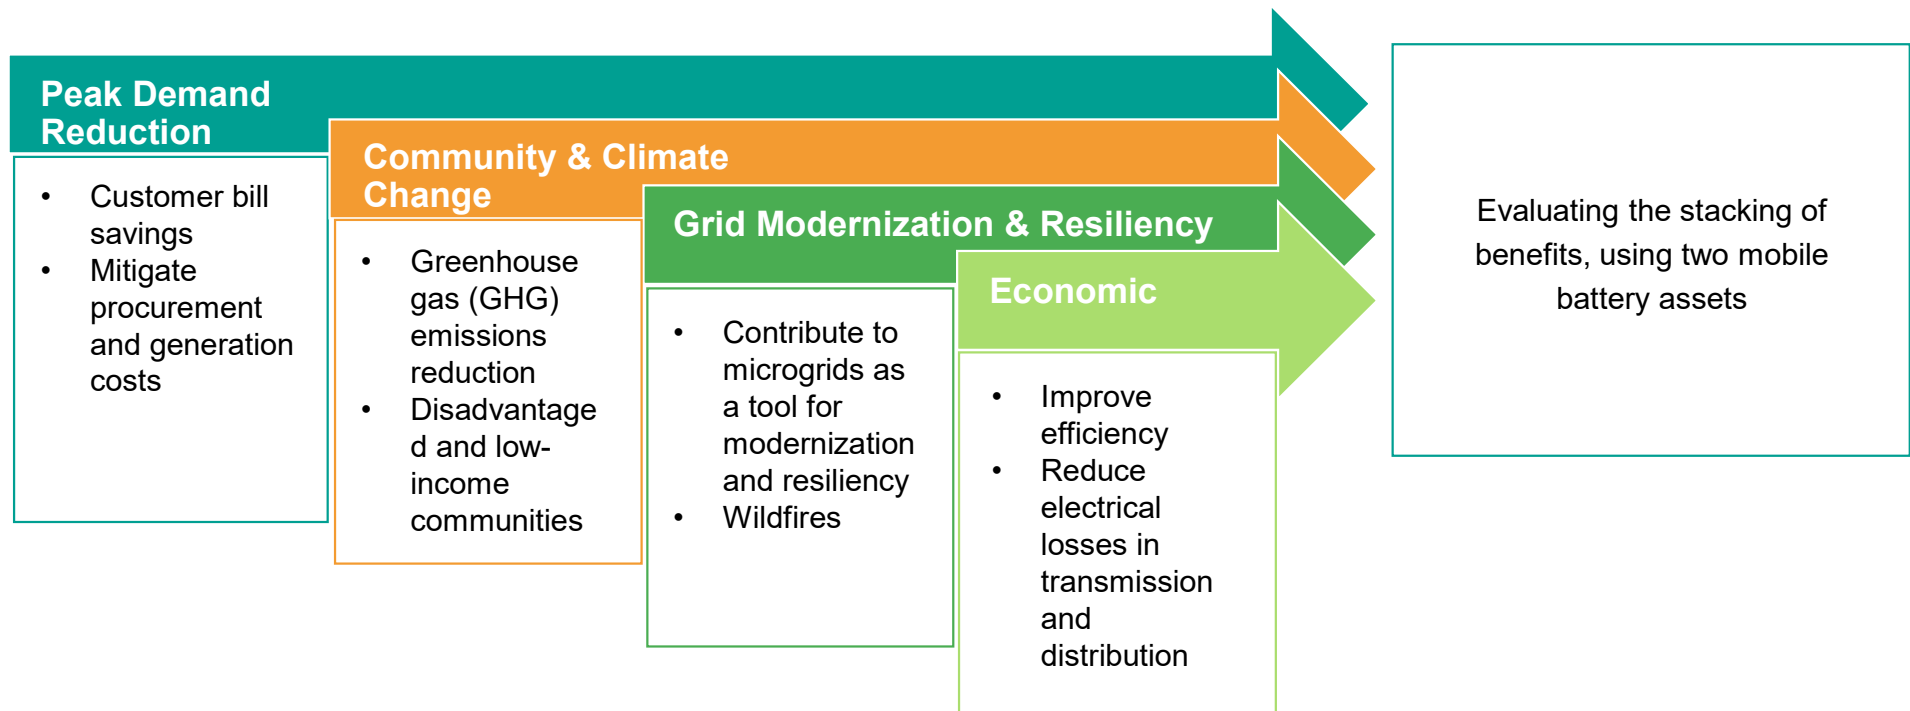 Peak Demand
Reduction
• Customer bill
savings
• Mitigate
procurement
and generation
costs
Community & Climate
Change
• Greenhouse
gas (GHG)
emissions
reduction
• Disadvantage
d and low-
income
communities
Grid Modernization & Resiliency
• Contribute to
microgrids as
a tool for
modernization
and resiliency
• Wildfires
Economic
• Improve
efficiency
• Reduce
electrical
losses in
transmission
and
distribution
Evaluating the stacking of
benefits, using two mobile
battery assets